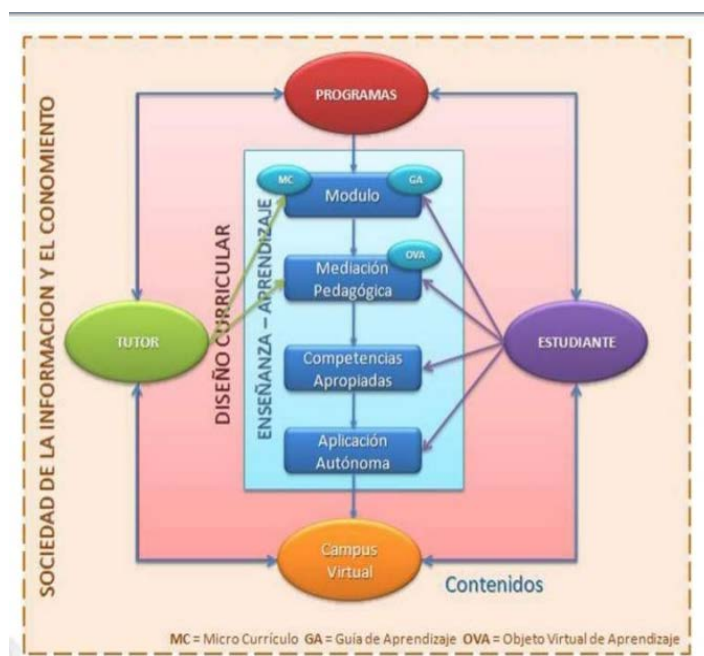 SOCIEDAD DE LA INFORMACION Y EL CONOMIENTO
PROGRAMAS
DISEÑO CURRICULAR
ENSEÑANZA – APRENDIZAJE
MC
GA
Modulo
OVA
Mediación
Pedagógica
TUTOR
ESTUDIANTE
Competencias
Apropiadas
Aplicación
Autónoma
Campus
Virtual
Contenidos
MC = Micro Currículo GA = Guía de Aprendizaje OVA = Objeto Virtual de Aprendizaje